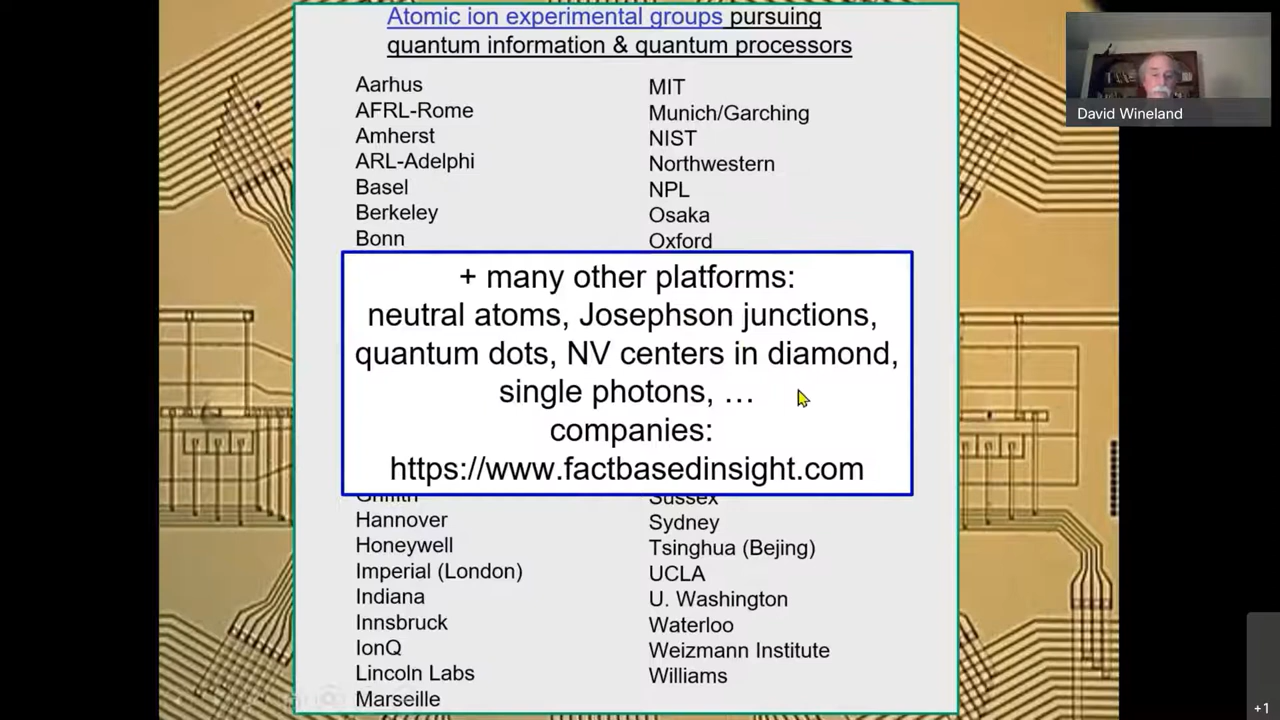 Atomic ion experimental groups pursuing
quantum information & quantum processors
Aarhus
AFRL-Rome
Amherst
ARL-Adelphi
Basel
Berkeley
Bonn
MIT
Munich/Garching
NIST
Northwestern
NPL
Osaka
Oxford
+ many other platforms:
neutral atoms, Josephson junctions,
quantum dots, NV centers in diamond,
single photons, …
companies:
https://www.factbasedinsight.com
Griffith
Hannover
Honeywell
Imperial (London)
Indiana
Innsbruck
IonQ
Lincoln Labs
Marseille
Sussex
Sydney
Tsinghua (Bejing)
UCLA
U. Washington
Waterloo
Weizmann Institute
Williams
David Wineland
+1